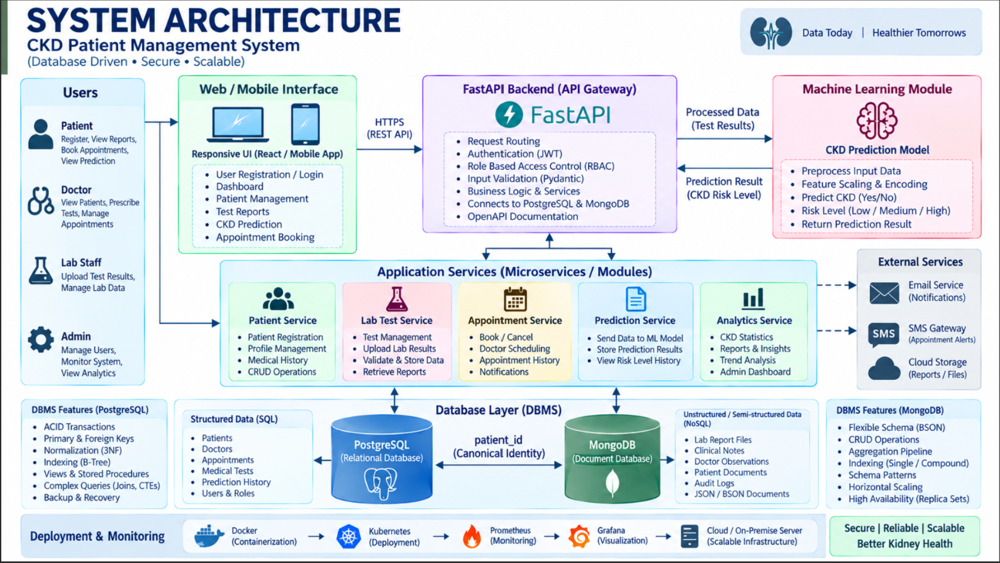 SYSTEM ARCHITECTURE
CKD Patient Management System
(Database Driven • Secure • Scalable)
Data Today | Healthier Tomorrows
Users
Patient
Register, View Reports,
Book Appointments,
View Prediction
Doctor
View Patients, Prescribe
Tests, Manage
Appointments
Lab Staff
Upload Test Results,
Manage Lab Data
Admin
Manage Users,
Monitor System,
View Analytics
Web / Mobile Interface
Responsive UI (React / Mobile App)
• User Registration / Login
• Dashboard
• Patient Management
• Test Reports
• CKD Prediction
• Appointment Booking
HTTPS
(REST API)
FastAPI Backend (API Gateway)
FastAPI
• Request Routing
• Authentication (JWT)
• Role Based Access Control (RBAC)
• Input Validation (Pydantic)
• Business Logic & Services
• Connects to PostgreSQL & MongoDB
• OpenAPI Documentation
Processed Data
(Test Results)
Prediction Result
(CKD Risk Level)
Machine Learning Module
CKD Prediction Model
• Preprocess Input Data
• Feature Scaling & Encoding
• Predict CKD (Yes/No)
• Risk Level (Low / Medium / High)
• Return Prediction Result
Application Services (Microservices / Modules)
Patient Service
• Patient Registration
• Profile Management
• Medical History
• CRUD Operations
Lab Test Service
• Test Management
• Upload Lab Results
• Validate & Store Data
• Retrieve Reports
Appointment Service
• Book / Cancel
• Doctor Scheduling
• Appointment History
• Notifications
Prediction Service
• Send Data to ML Model
• Store Prediction Results
• View Risk Level History
Analytics Service
• CKD Statistics
• Reports & Insights
• Trend Analysis
• Admin Dashboard
External Services
Email Service
(Notifications)
SMS
SMS Gateway
(Appointment Alerts)
Cloud Storage
(Reports / Files)
DBMS Features (PostgreSQL)
• ACID Transactions
• Primary & Foreign Keys
• Normalization (3NF)
• Indexing (B-Tree)
• Views & Stored Procedures
• Complex Queries (Joins, CTEs)
• Backup & Recovery
Database Layer (DBMS)
Structured Data (SQL)
• Patients
• Doctors
• Appointments
• Medical Tests
• Prediction History
• Users & Roles
PostgreSQL
(Relational Database)
patient_id
(Canonical Identity)
MongoDB
(Document Database)
Unstructured / Semi-structured Data
(NoSQL)
• Lab Report Files
• Clinical Notes
• Doctor Observations
• Patient Documents
• Audit Logs
• JSON / BSON Documents
DBMS Features (MongoDB)
• Flexible Schema (BSON)
• CRUD Operations
• Aggregation Pipeline
• Indexing (Single / Compound)
• Schema Patterns
• Horizontal Scaling
• High Availability (Replica Sets)
Deployment & Monitoring
Docker
(Containerization)
Kubernetes
(Deployment)
Prometheus
(Monitoring)
Grafana
(Visualization)
Cloud / On-Premise Server
(Scalable Infrastructure)
Secure | Reliable | Scalable
Better Kidney Health